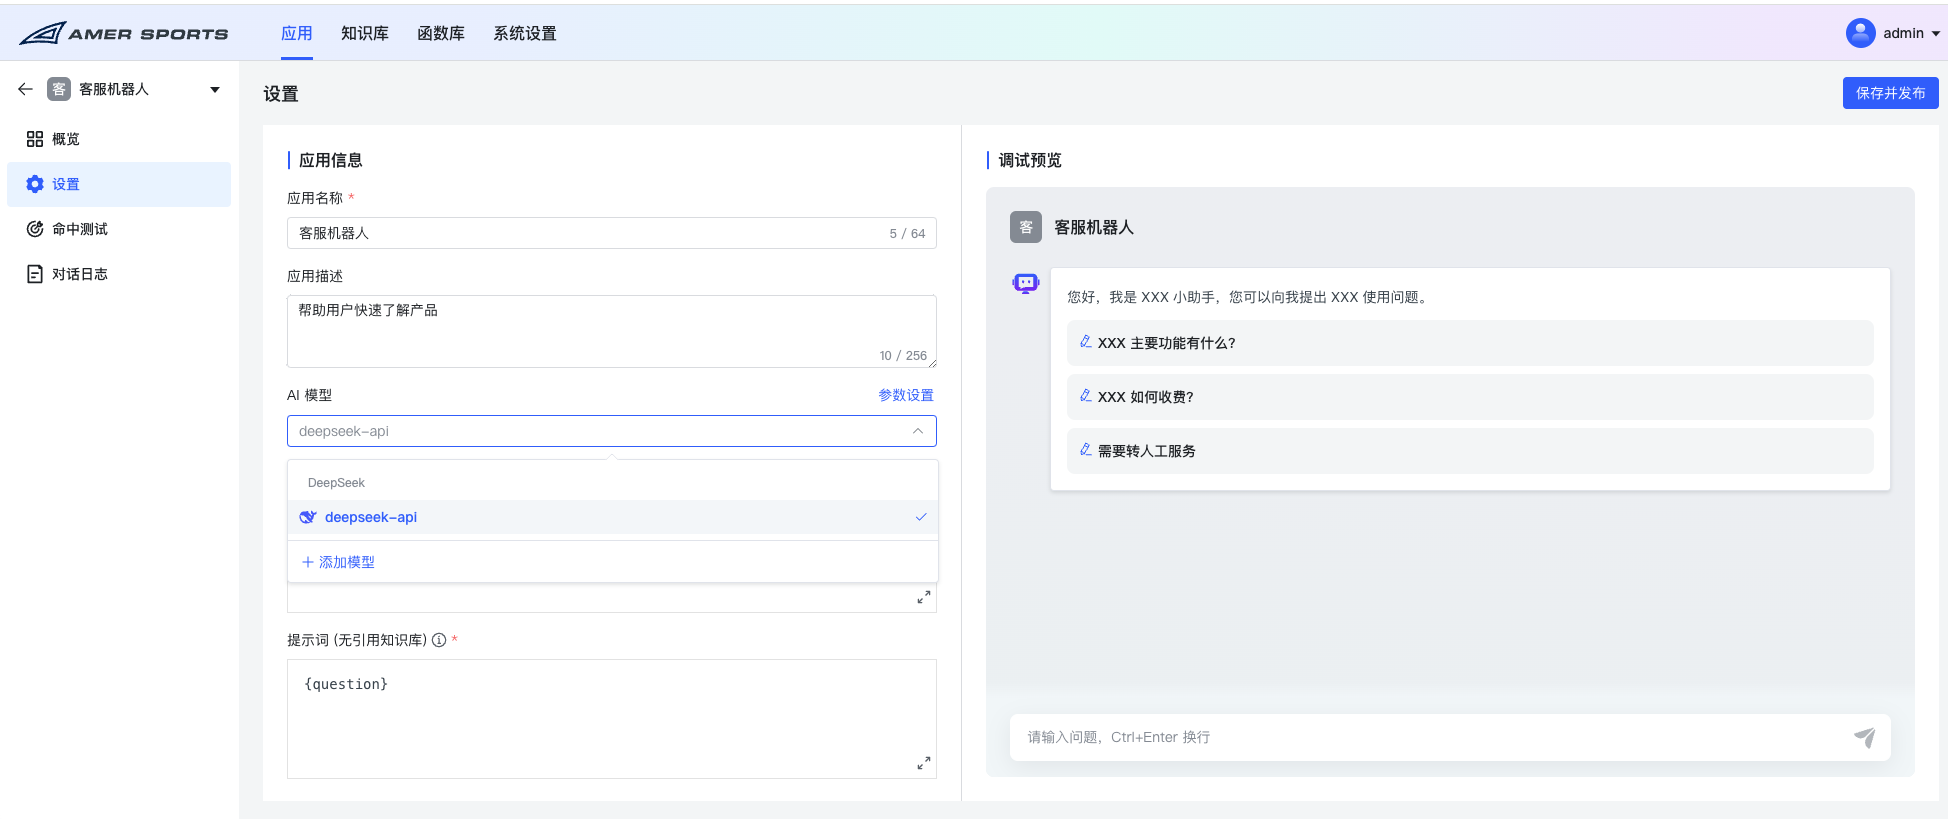 AMER SPORTS
应用 知识库 函数库 系统设置
admin
客 客服机器人
概览
设置
命中测试
对话日志
设置
保存并发布
应用信息
应用名称 *
客服机器人 5 / 64
应用描述
帮助用户快速了解产品
10 / 256
AI 模型 参数设置
deepseek-api
DeepSeek
deepseek-api
添加模型
提示词 (无引用知识库) *
{question}
调试预览
客 客服机器人
您好，我是 XXX 小助手，您可以向我提出 XXX 使用问题。
XXX 主要功能有什么?
XXX 如何收费?
需要转人工服务
请输入问题，Ctrl+Enter 换行